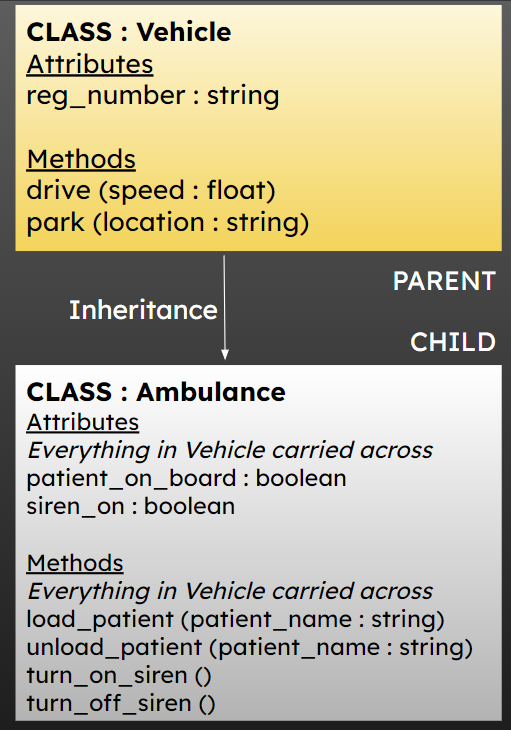 CLASS : Vehicle
Attributes
reg_number : string
Methods
drive (speed : float)
park (location : string)
PARENT
Inheritance
CHILD
CLASS : Ambulance
Attributes
Everything in Vehicle carried across
patient_on_board : boolean
siren_on : boolean
Methods
Everything in Vehicle carried across
load_patient (patient_name : string)
unload_patient (patient_name : string)
turn_on_siren ()
turn_off_siren ()